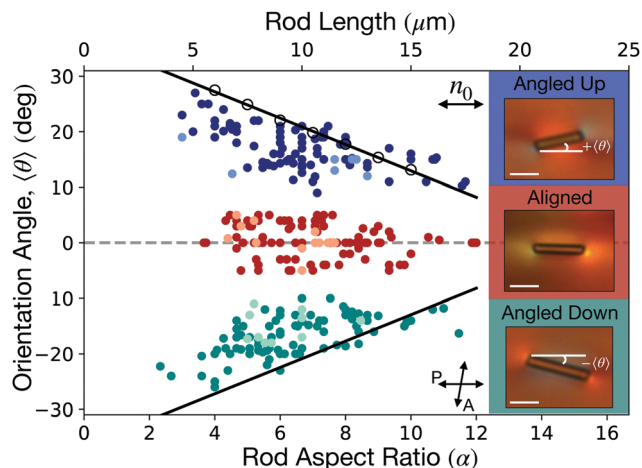 Rod Length (μm)
0 5 10 15 20 25
Orientation Angle, ⟨θ⟩ (deg)
30
20
10
0
10
−20
−30
n₀
P
A
Angled Up
+⟨θ⟩
Aligned
Angled Down
−⟨θ⟩
0 2 4 6 8 10 12 14 16
Rod Aspect Ratio (α)